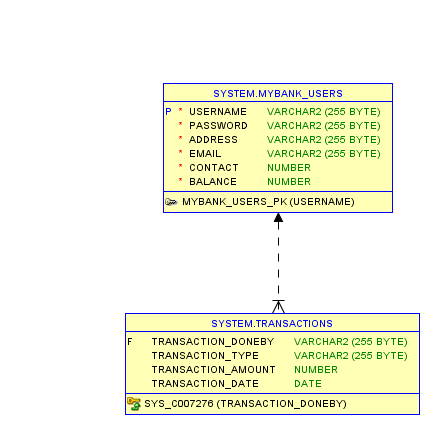 SYSTEM.MYBANK_USERS
P * USERNAME VARCHAR2 (255 BYTE)
* PASSWORD VARCHAR2 (255 BYTE)
* ADDRESS VARCHAR2 (255 BYTE)
* EMAIL VARCHAR2 (255 BYTE)
* CONTACT NUMBER
* BALANCE NUMBER
MYBANK_USERS_PK (USERNAME)
SYSTEM.TRANSACTIONS
F TRANSACTION_DONEBY VARCHAR2 (255 BYTE)
TRANSACTION_TYPE VARCHAR2 (255 BYTE)
TRANSACTION_AMOUNT NUMBER
TRANSACTION_DATE DATE
SYS_C007276 (TRANSACTION_DONEBY)